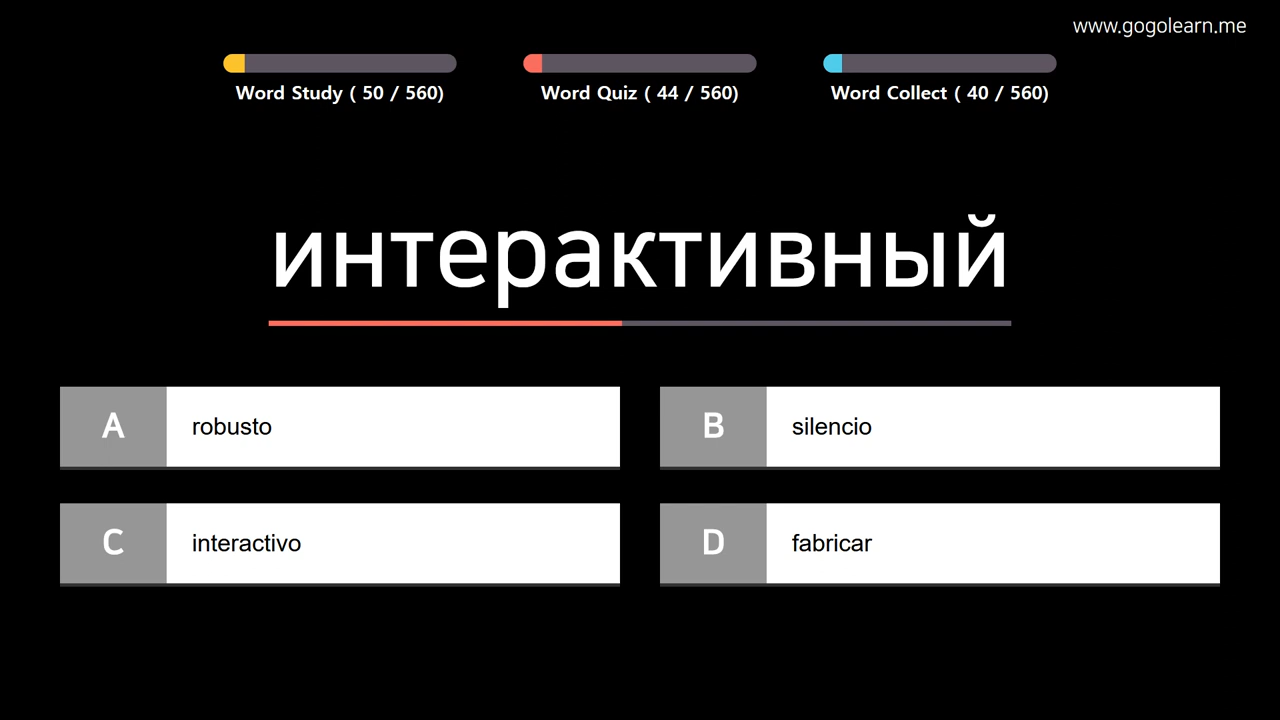 www.gogolearn.me
Word Study ( 50 / 560)
Word Quiz ( 44 / 560)
Word Collect ( 40 / 560)
интерактивный
A robusto
B silencio
C interactivo
D fabricar